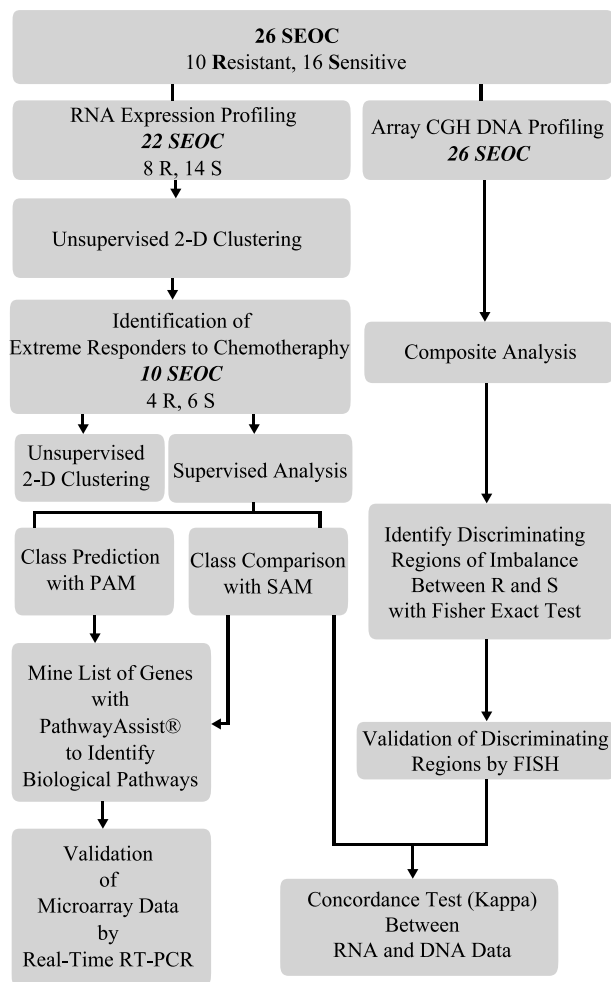 26 SEOC
10 Resistant, 16 Sensitive
RNA Expression Profiling
22 SEOC
8 R, 14 S
Array CGH DNA Profiling
26 SEOC
Unsupervised 2-D Clustering
Identification of
Extreme Responders to Chemotheraphy
10 SEOC
4 R, 6 S
Composite Analysis
Unsupervised
2-D Clustering
Supervised Analysis
Class Prediction
with PAM
Class Comparison
with SAM
Identify Discriminating
Regions of Imbalance
Between R and S
with Fisher Exact Test
Mine List of Genes
with
PathwayAssist®
to Identify
Biological Pathways
Validation of Discriminating
Regions by FISH
Validation
of
Microarray Data
by
Real-Time RT-PCR
Concordance Test (Kappa)
Between
RNA and DNA Data